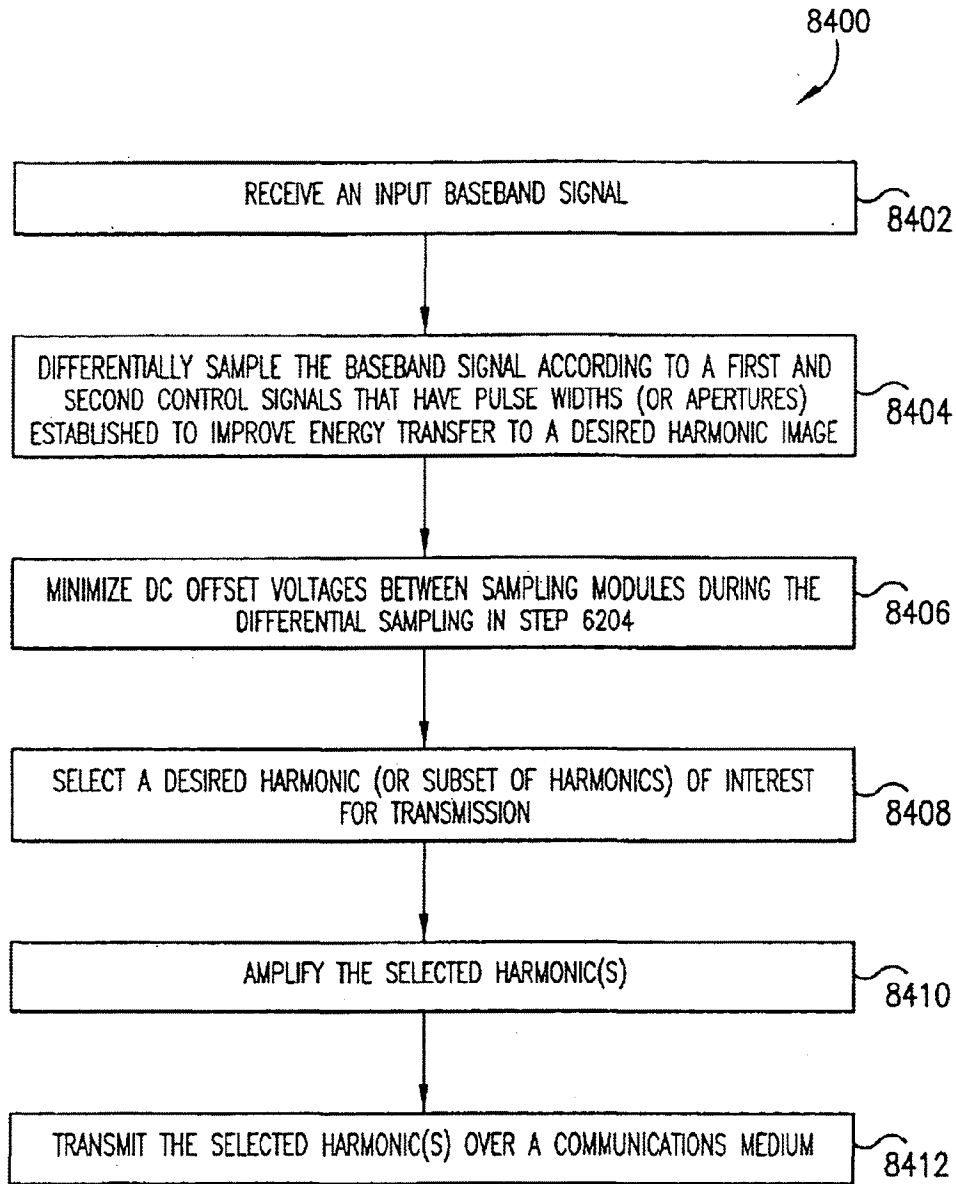 8400
RECEIVE AN INPUT BASEBAND SIGNAL
8402
DIFFERENTIALLY SAMPLE THE BASEBAND SIGNAL ACCORDING TO A FIRST AND
SECOND CONTROL SIGNALS THAT HAVE PULSE WIDTHS (OR APERTURES)
ESTABLISHED TO IMPROVE ENERGY TRANSFER TO A DESIRED HARMONIC IMAGE
8404
MINIMIZE DC OFFSET VOLTAGES BETWEEN SAMPLING MODULES DURING THE
DIFFERENTIAL SAMPLING IN STEP 6204
8406
SELECT A DESIRED HARMONIC (OR SUBSET OF HARMONICS) OF INTEREST
FOR TRANSMISSION
8408
AMPLIFY THE SELECTED HARMONIC(S)
8410
TRANSMIT THE SELECTED HARMONIC(S) OVER A COMMUNICATIONS MEDIUM
8412